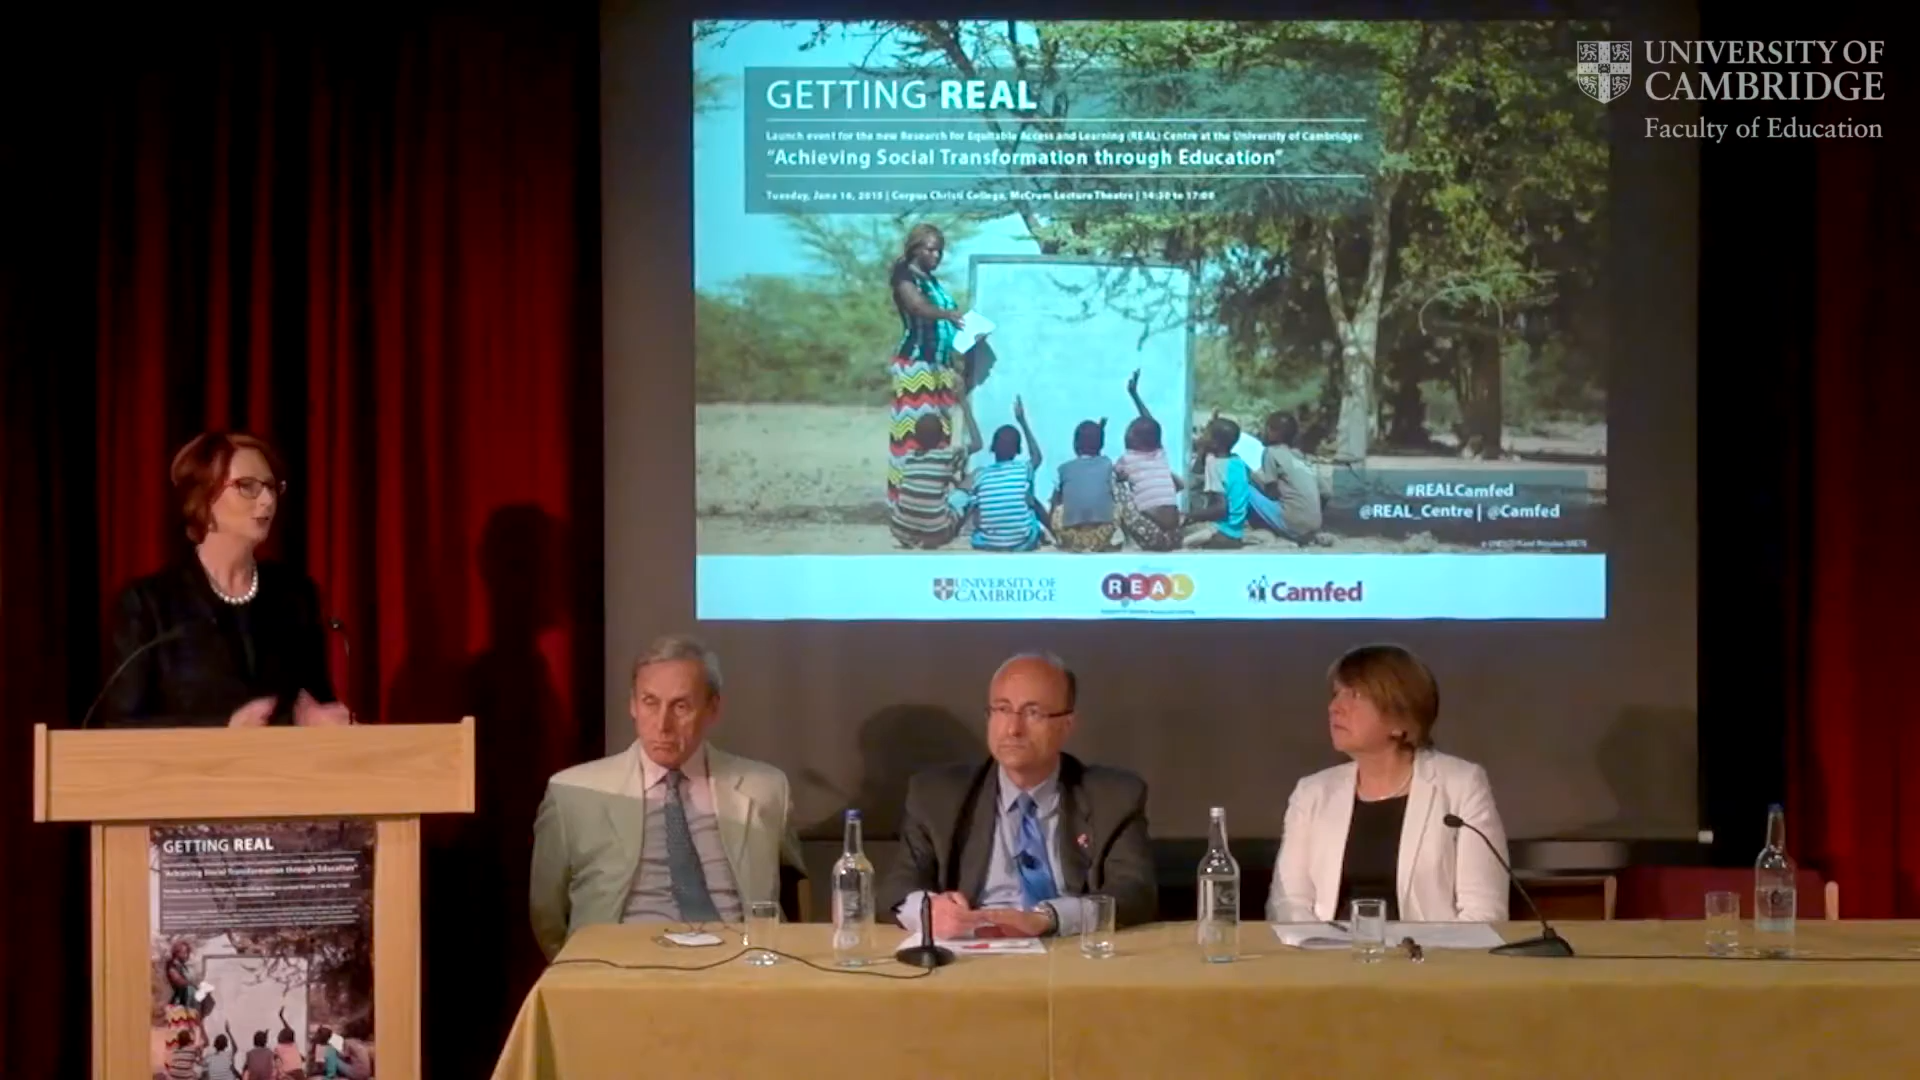 UNIVERSITY OF
CAMBRIDGE
Faculty of Education
GETTING REAL
Launch event for the new Research for Equitable Access and Learning (REAL) Centre at the University of Cambridge:
"Achieving Social Transformation through Education"
Tuesday, June 16, 2015 | Corpus Christi College, McCrum Lecture Theatre | 14:30 to 17:00
#REALCamfed
@REAL_Centre | @Camfed
UNIVERSITY OF
CAMBRIDGE
REAL
Camfed
GETTING REAL
"Achieving Social Transformation through Education"